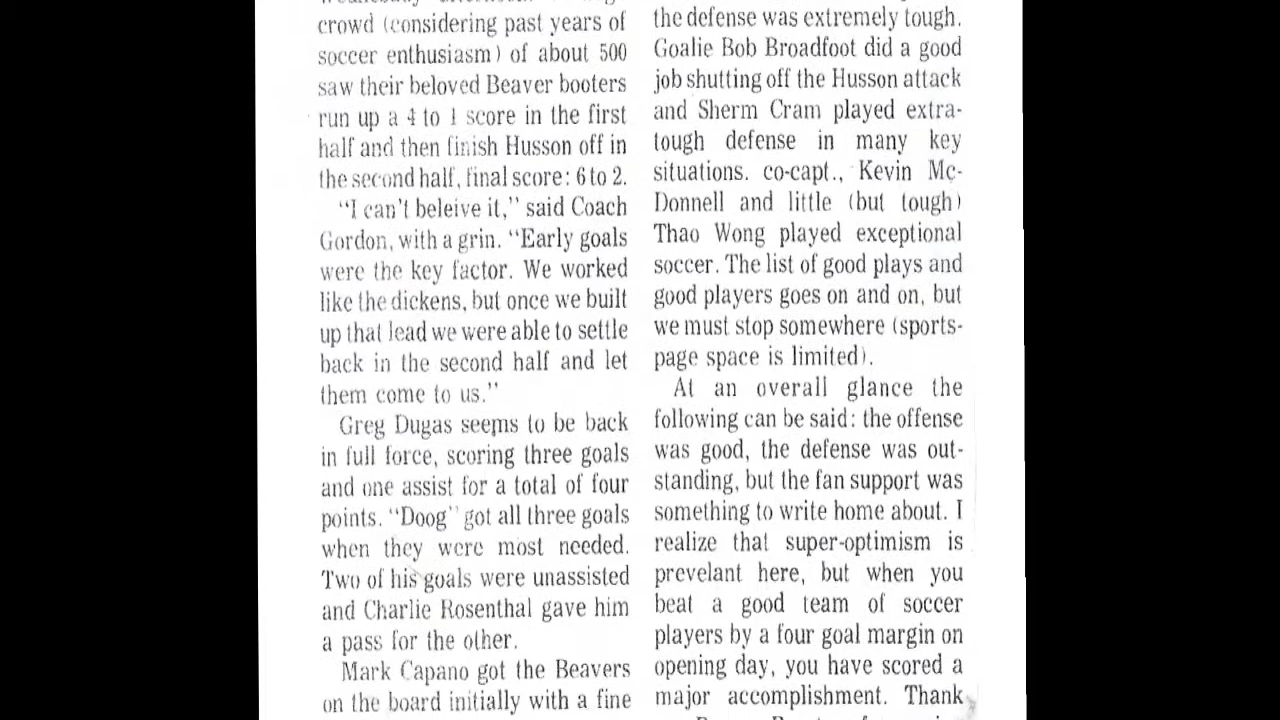 crowd (considering past years of
soccer enthusiasm) of about 500
saw their beloved Beaver booters
run up a 4 to 1 score in the first
half and then finish Husson off in
the second half, final score: 6 to 2.
“I can’t beleive it,” said Coach
Gordon, with a grin. “Early goals
were the key factor. We worked
like the dickens, but once we built
up that lead we were able to settle
back in the second half and let
them come to us.”
Greg Dugas seems to be back
in full force, scoring three goals
and one assist for a total of four
points. “Doog” got all three goals
when they were most needed.
Two of his goals were unassisted
and Charlie Rosenthal gave him
a pass for the other.
Mark Capano got the Beavers
on the board initially with a fine
the defense was extremely tough.
Goalie Bob Broadfoot did a good
job shutting off the Husson attack
and Sherm Cram played extra-
tough defense in many key
situations. co-capt., Kevin Mc-
Donnell and little (but tough)
Thao Wong played exceptional
soccer. The list of good plays and
good players goes on and on, but
we must stop somewhere (sports-
page space is limited).
At an overall glance the
following can be said: the offense
was good, the defense was out-
standing, but the fan support was
something to write home about. I
realize that super-optimism is
prevelant here, but when you
beat a good team of soccer
players by a four goal margin on
opening day, you have scored a
major accomplishment. Thank